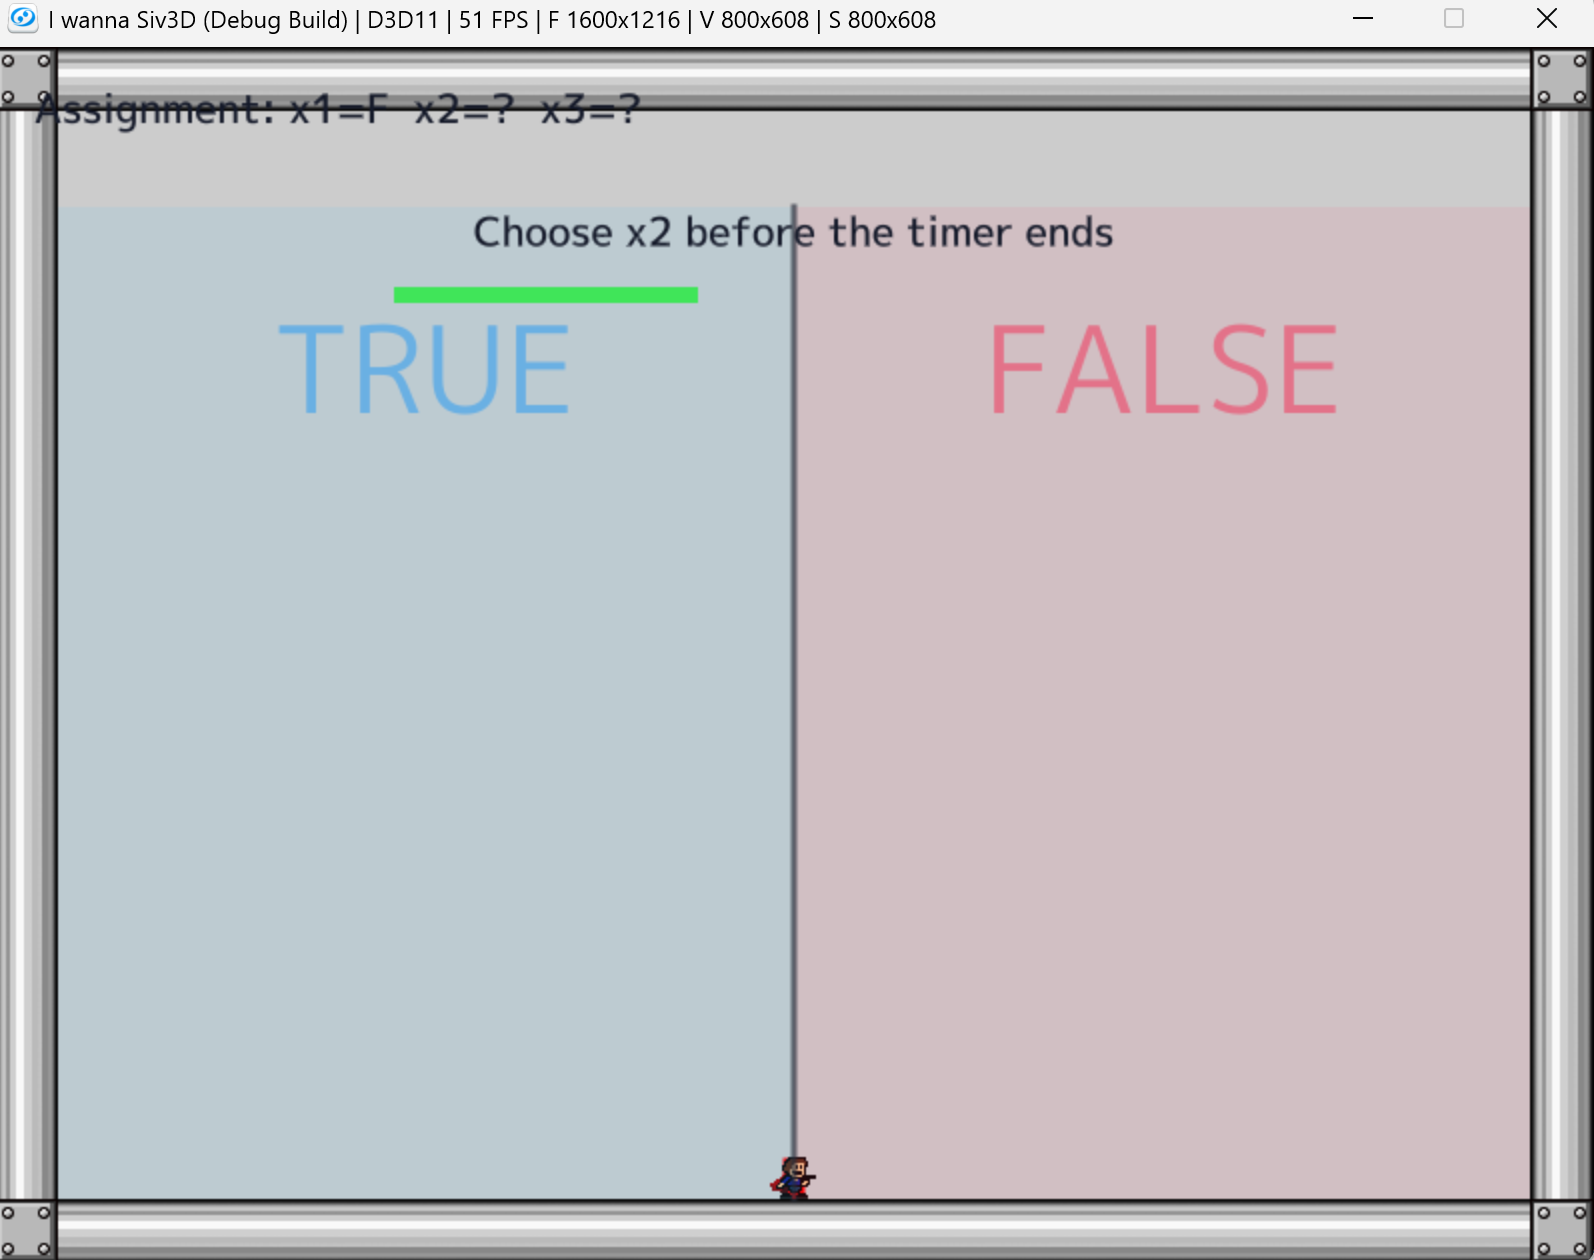 I wanna Siv3D (Debug Build) | D3D11 | 51 FPS | F 1600x1216 | V 800x608 | S 800x608
Assignment: x1=F x2=? x3=?
Choose x2 before the timer ends
TRUE
FALSE